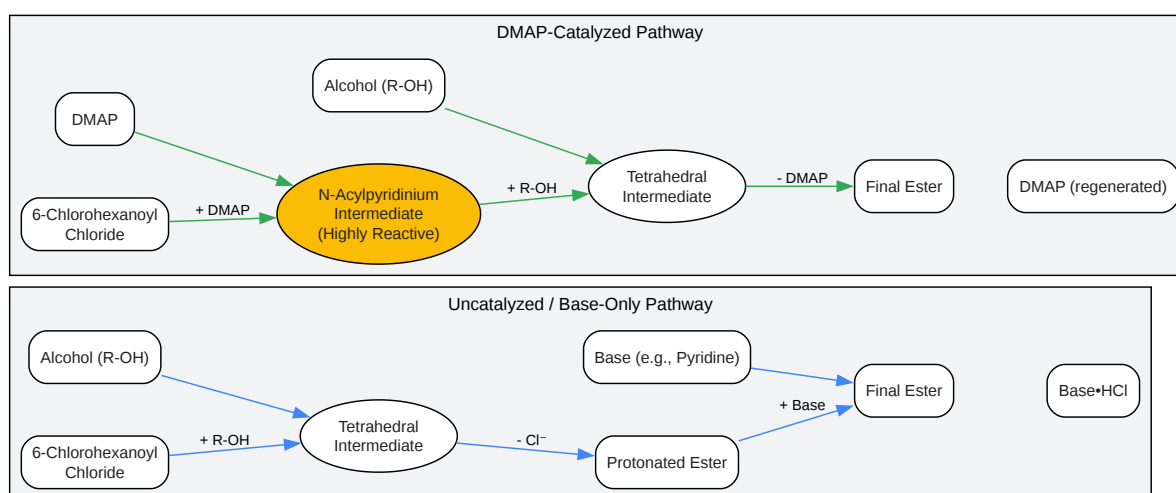 DMAP-Catalyzed Pathway
Alcohol (R-OH)
DMAP
6-Chlorohexanoyl
Chloride
+ DMAP
N-Acylpyridinium
Intermediate
(Highly Reactive)
+ R-OH
Tetrahedral
Intermediate
- DMAP
Final Ester
DMAP (regenerated)
Uncatalyzed / Base-Only Pathway
Alcohol (R-OH)
6-Chlorohexanoyl
Chloride
+ R-OH
Tetrahedral
Intermediate
- Cl⁻
Base (e.g., Pyridine)
Protonated Ester
+ Base
Final Ester
Base•HCl